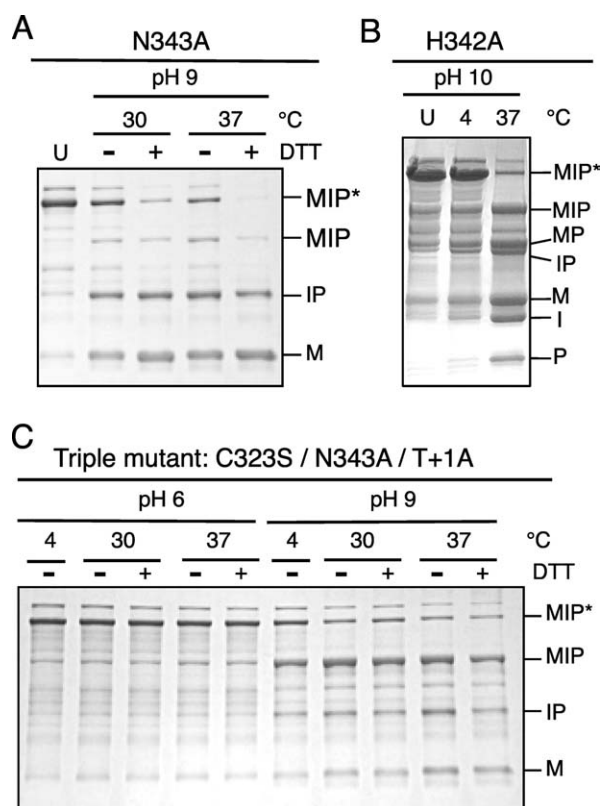 A
N343A
pH 9
30 37 °C
U - + - + DTT
MIP*
MIP
IP
M
B
H342A
pH 10
U 4 37 °C
MIP*
MIP
MP
IP
M
I
P
C
Triple mutant: C323S / N343A / T+1A
pH 6 pH 9
4 30 37 4 30 37 °C
- - + - + - - + - + DTT
MIP*
MIP
IP
M